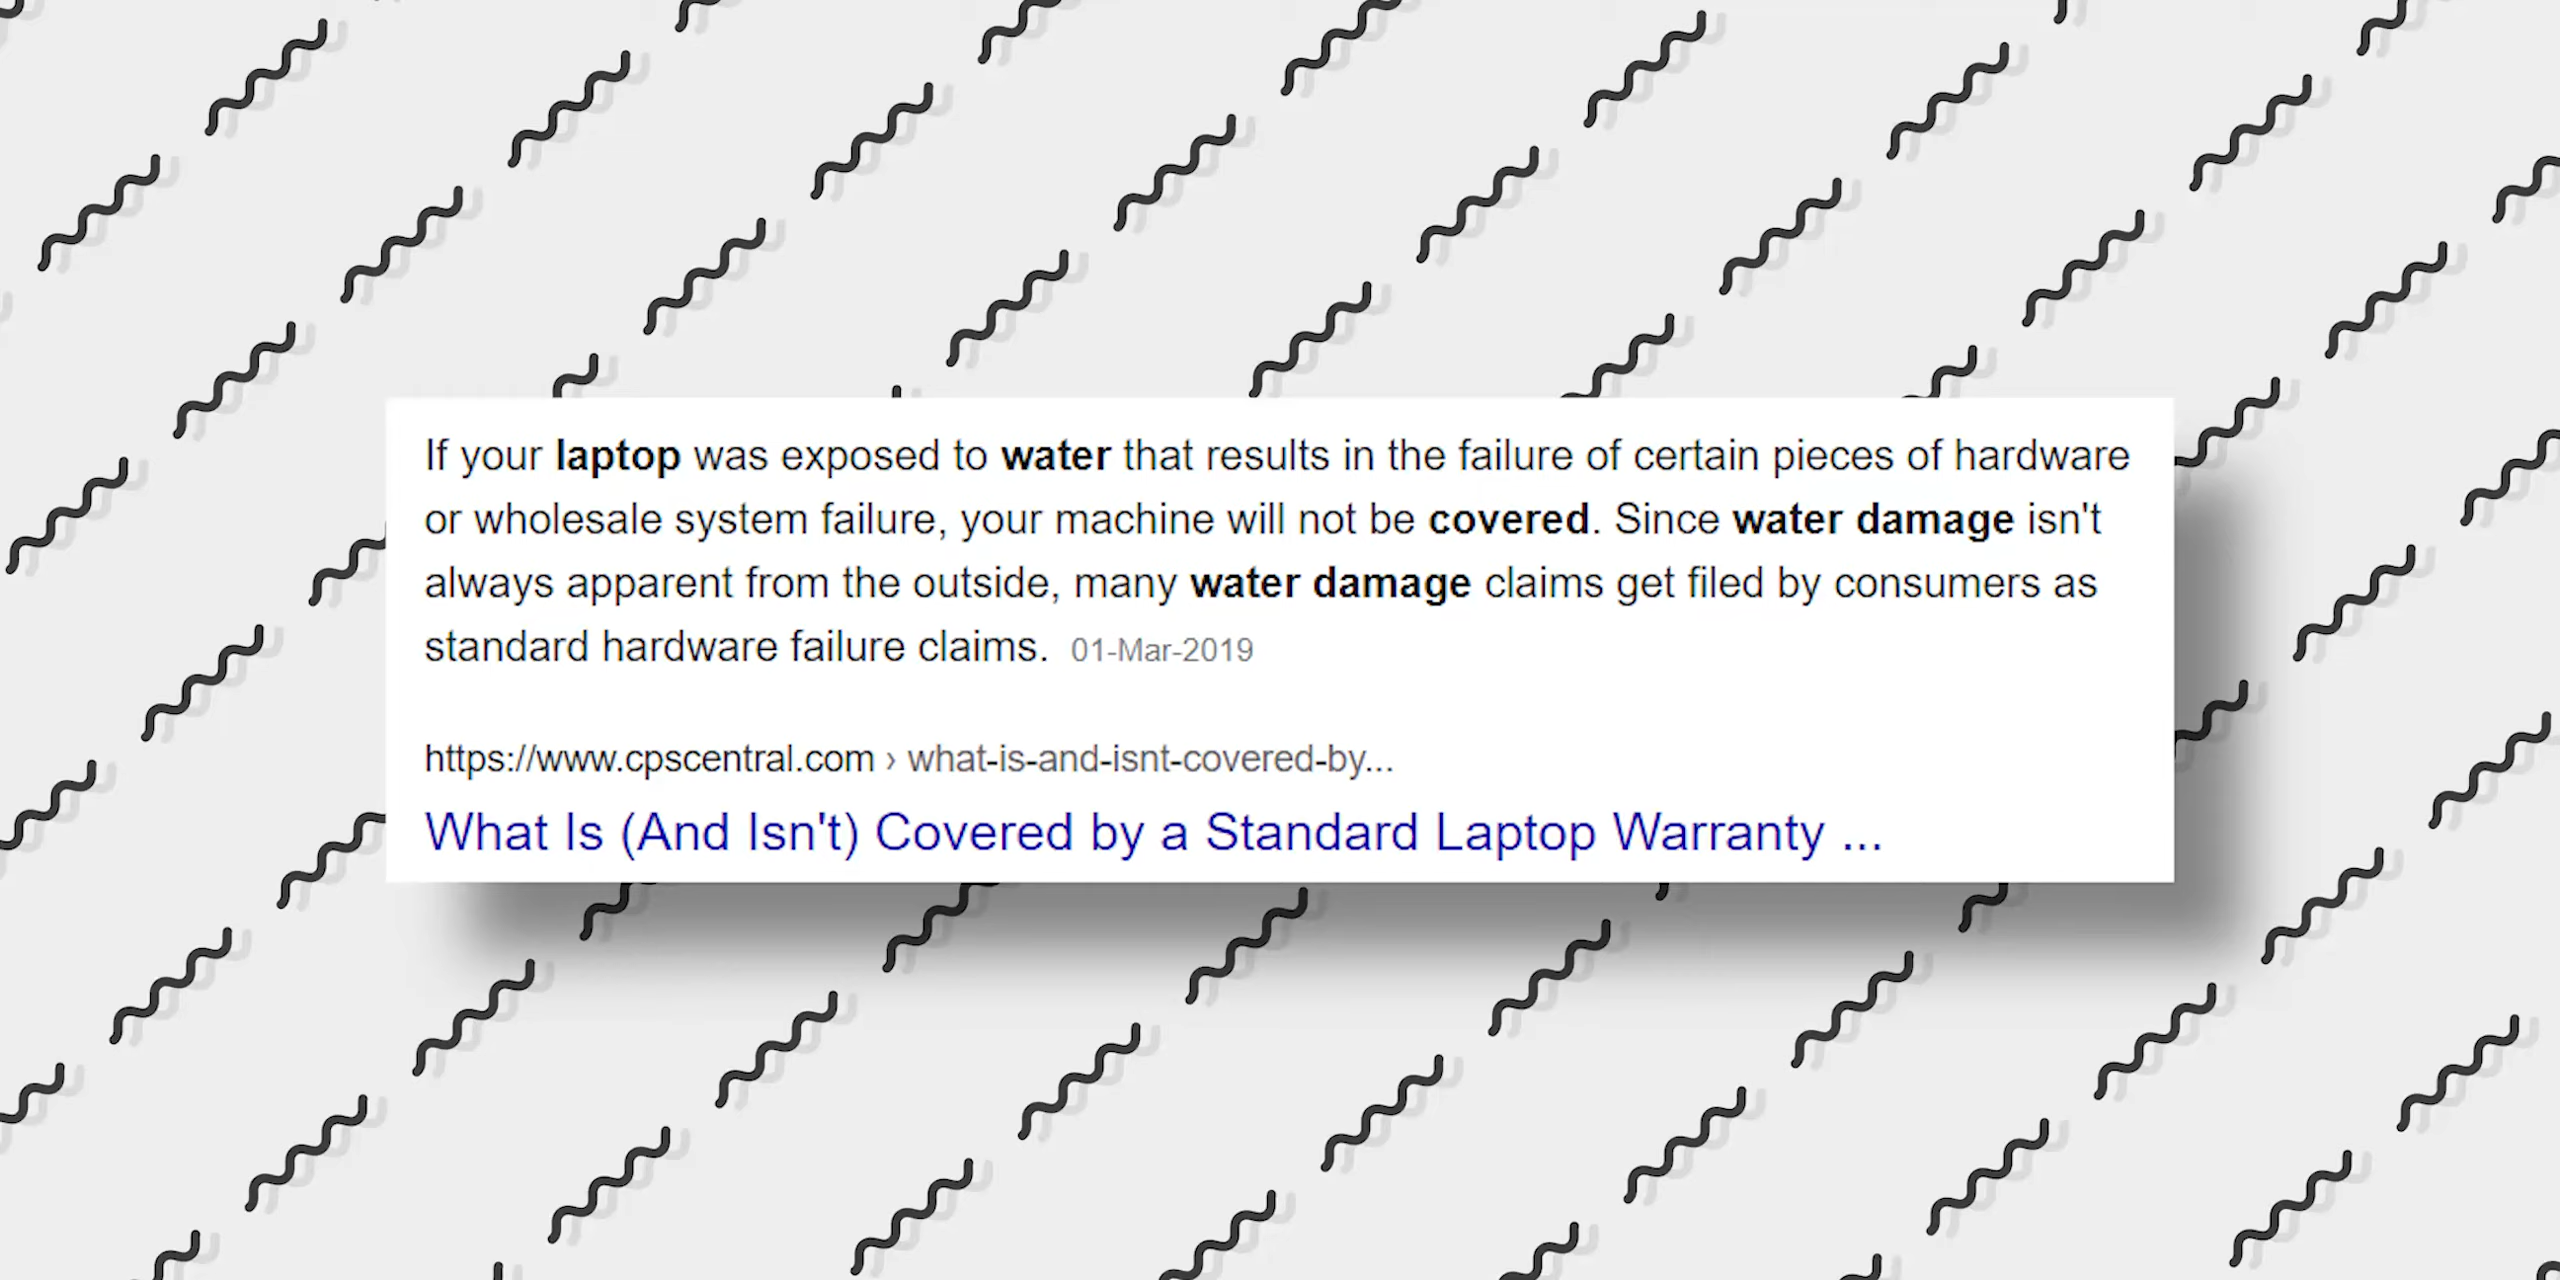 If your laptop was exposed to water that results in the failure of certain pieces of hardware
or wholesale system failure, your machine will not be covered. Since water damage isn't
always apparent from the outside, many water damage claims get filed by consumers as
standard hardware failure claims. 01-Mar-2019
https://www.cpscentral.com › what-is-and-isnt-covered-by...
What Is (And Isn't) Covered by a Standard Laptop Warranty ...